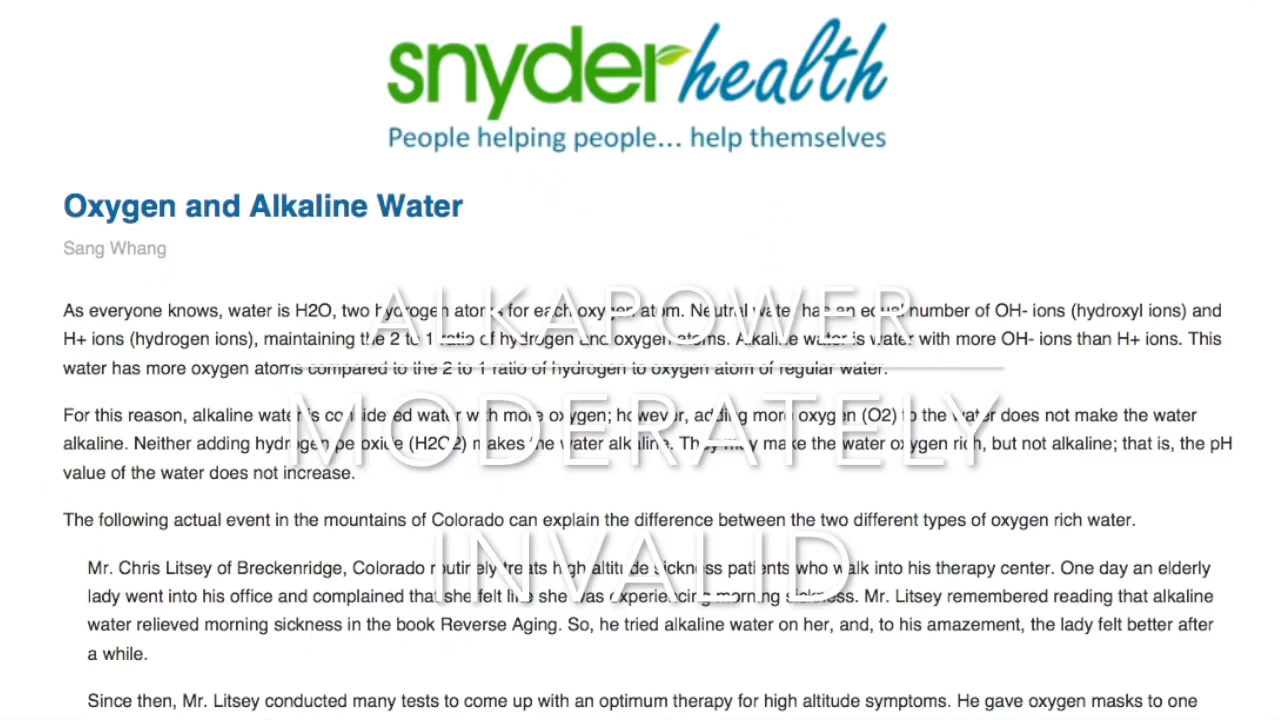 snyderhealth
People helping people... help themselves
Oxygen and Alkaline Water
Sang Whang
As everyone knows, water is H2O, two hydrogen atoms for each oxygen atom. Neutral water has an equal number of OH- ions (hydroxyl ions) and
H+ ions (hydrogen ions), maintaining the 2 to 1 ratio of hydrogen and oxygen atoms. Alkaline water is water with more OH- ions than H+ ions. This
water has more oxygen atoms compared to the 2 to 1 ratio of hydrogen to oxygen atom of regular water.
For this reason, alkaline water is considered water with more oxygen; however, adding more oxygen (O2) to the water does not make the water
alkaline. Neither adding hydrogen peroxide (H2O2) makes the water alkaline. They may make the water oxygen rich, but not alkaline; that is, the pH
value of the water does not increase.
The following actual event in the mountains of Colorado can explain the difference between the two different types of oxygen rich water.
Mr. Chris Litsey of Breckenridge, Colorado routinely treats high altitude sickness patients who walk into his therapy center. One day an elderly
lady went into his office and complained that she felt like she was experiencing morning sickness. Mr. Litsey remembered reading that alkaline
water relieved morning sickness in the book Reverse Aging. So, he tried alkaline water on her, and, to his amazement, the lady felt better after
a while.
Since then, Mr. Litsey conducted many tests to come up with an optimum therapy for high altitude symptoms. He gave oxygen masks to one
ALKAPOWER
MODERATELY
INVALID